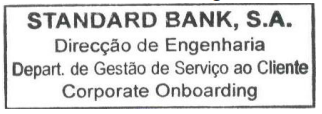 STANDARD BANK, S.A.
Direcção de Engenharia
Depart. de Gestão de Serviço ao Cliente
Corporate Onboarding